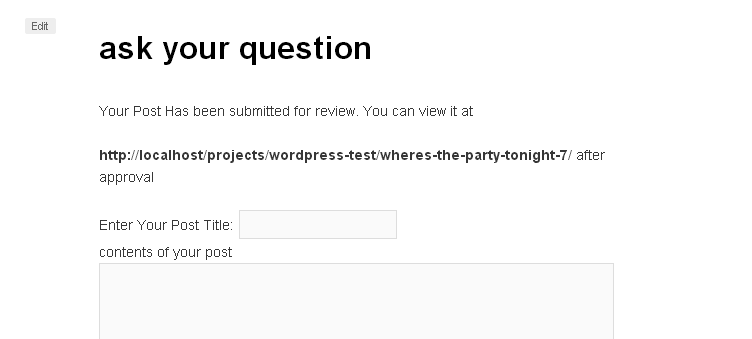 Edit
ask your question
Your Post Has been submitted for review. You can view it at
http://localhost/projects/wordpress-test/wheres-the-party-tonight-7/ after
approval
Enter Your Post Title:
contents of your post